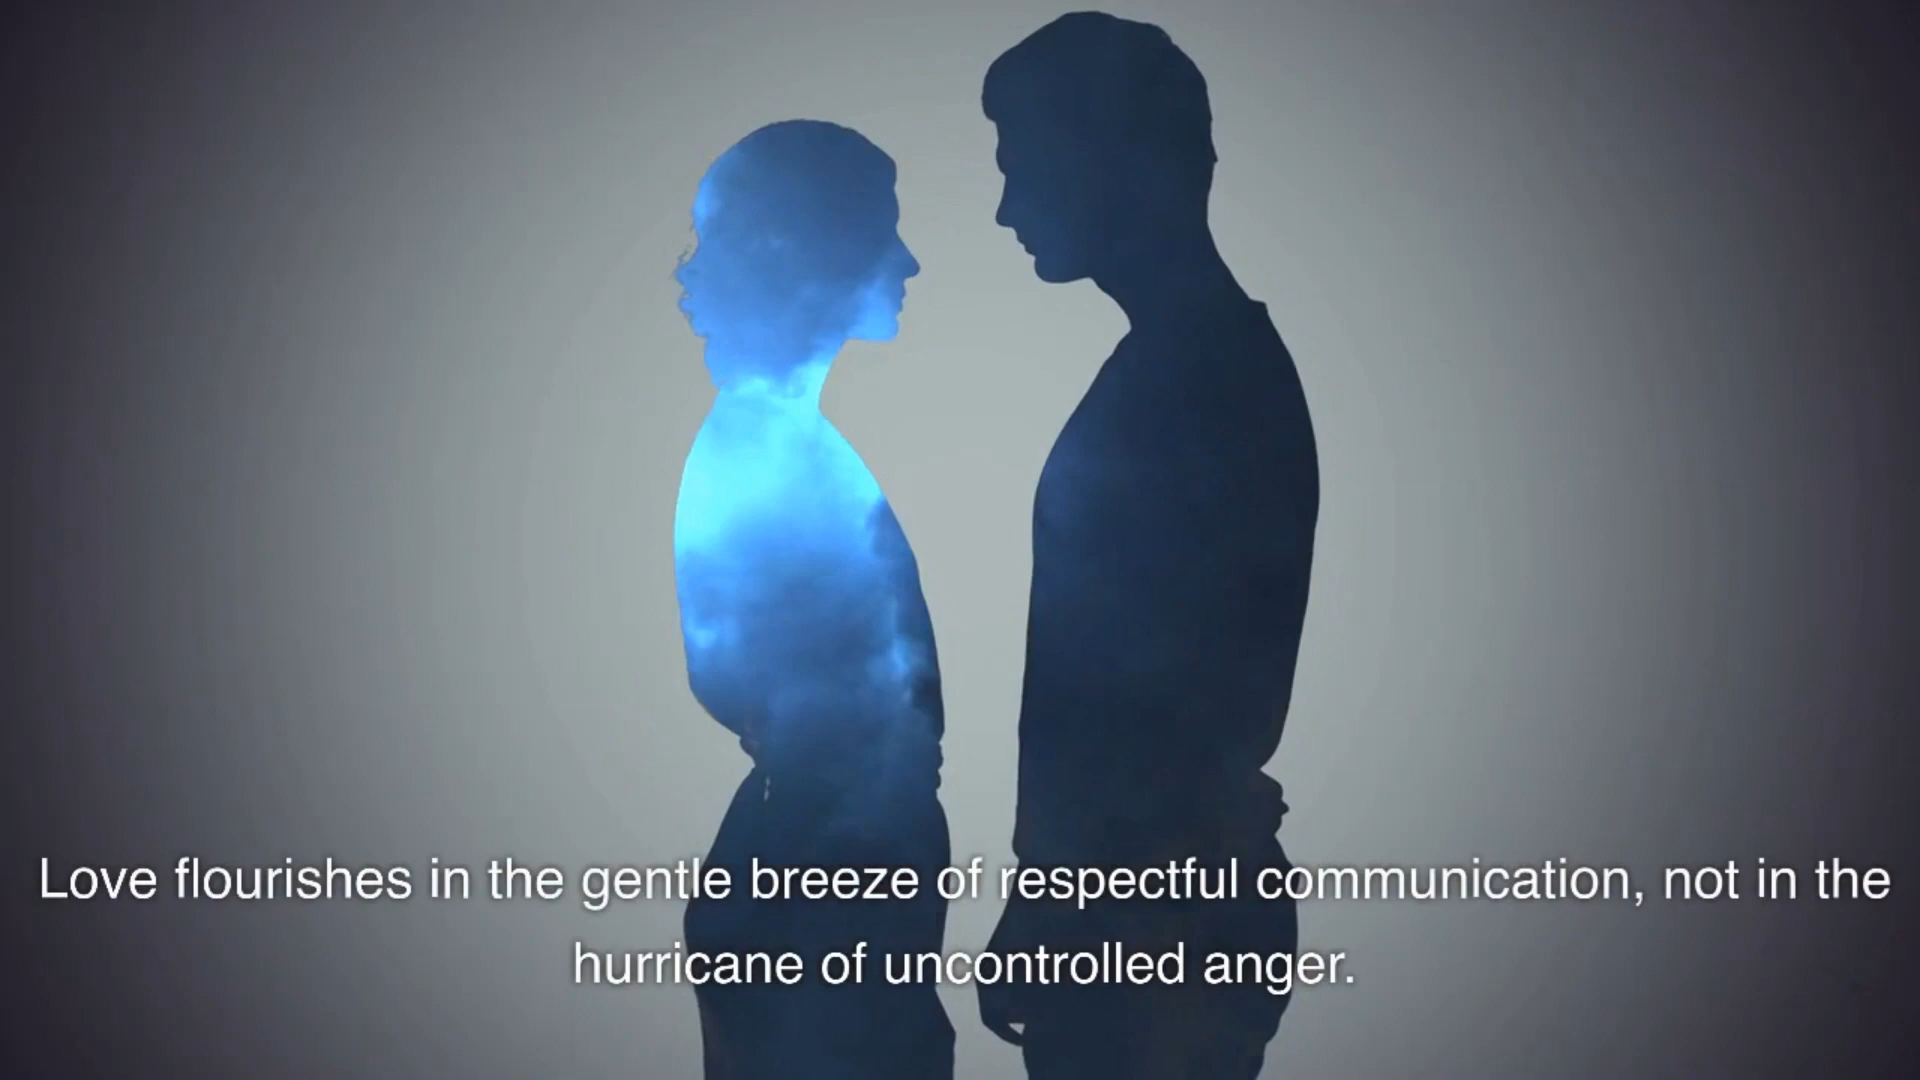 Love flourishes in the gentle breeze of respectful communication, not in the
hurricane of uncontrolled anger.